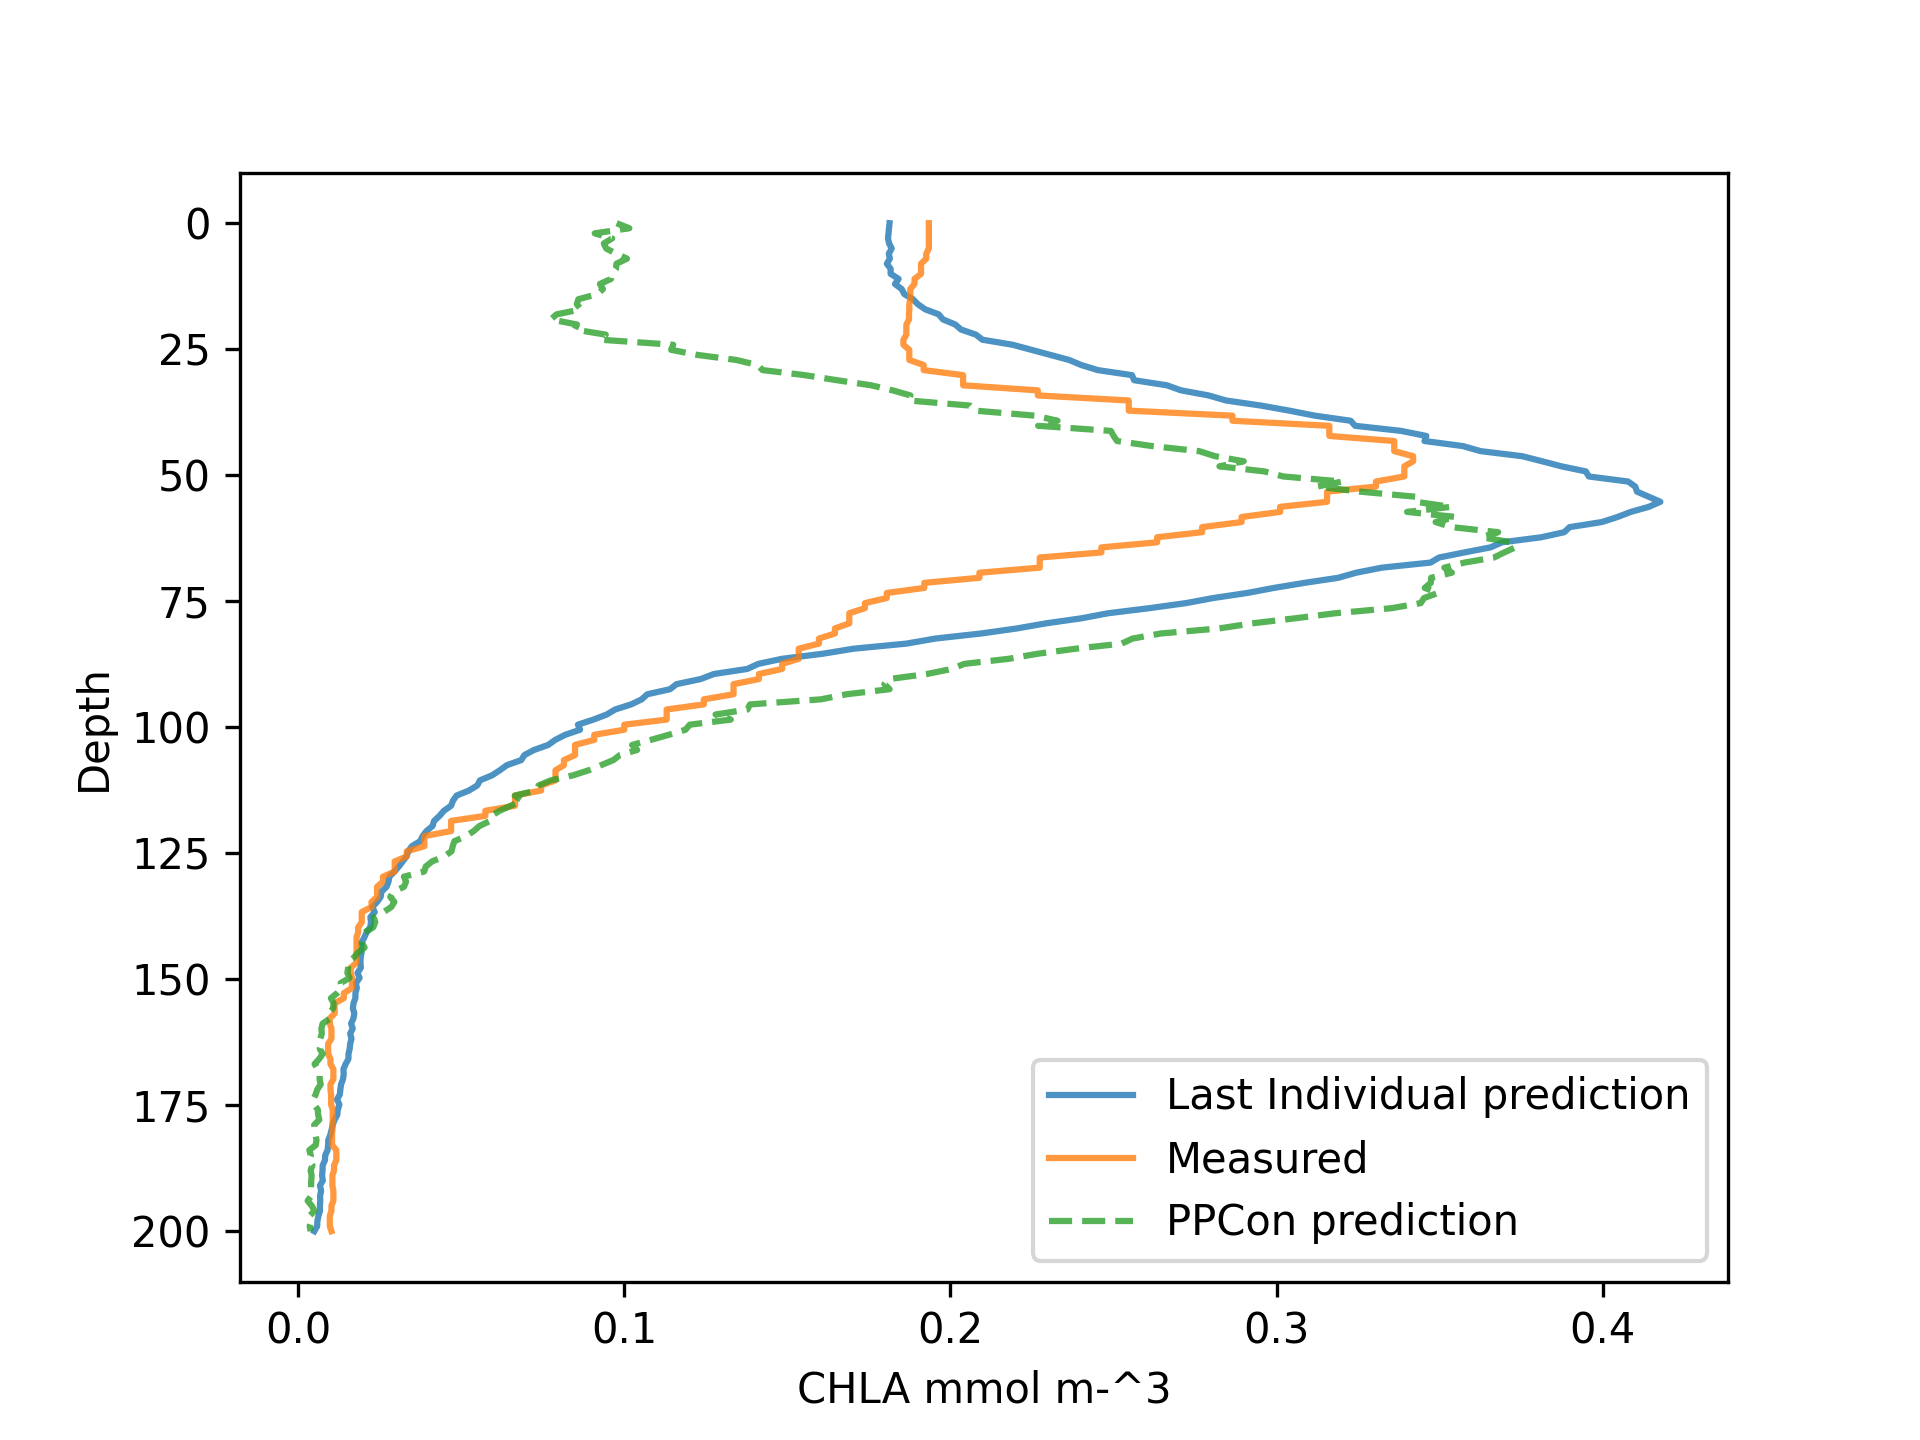 0
25
50
75
100
125
150
175
200
Depth
0.0 0.1 0.2 0.3 0.4
CHLA mmol m-^3
Last Individual prediction
Measured
PPCon prediction